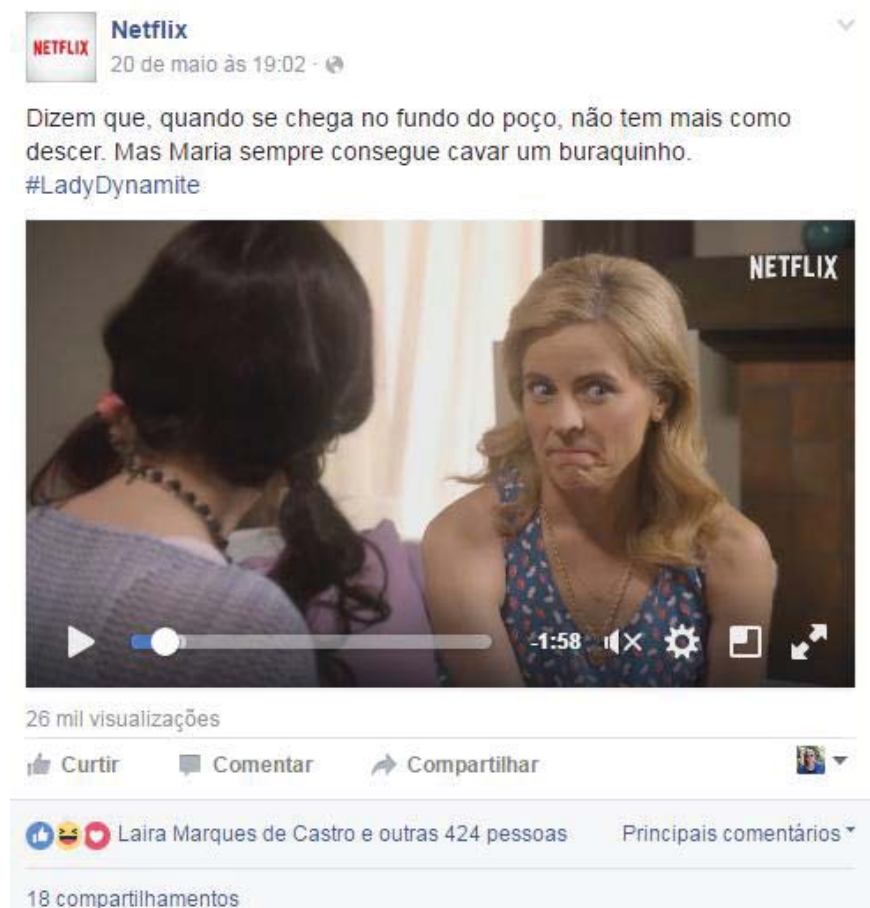 NETFLIX
Netflix
20 de maio às 19:02 ·
Dizem que, quando se chega no fundo do poço, não tem mais como
descer. Mas Maria sempre consegue cavar um buraquinho.
#LadyDynamite
NETFLIX
-1:58
26 mil visualizações
Curtir Comentar Compartilhar
Laira Marques de Castro e outras 424 pessoas Principais comentários
18 compartilhamentos